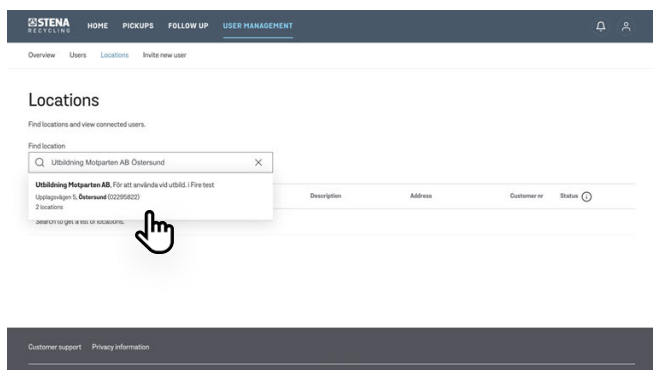 STENA
RECYCLING
HOME PICKUPS FOLLOW UP USER MANAGEMENT
Overview Users Locations Invite new user
Locations
Find locations and view connected users.
Find location
Utbildning Motparten AB Östersund
Utbildning Motparten AB, För att använda vid utbild. i Fire test
Upplagsvägen 5, Östersund (02295822)
2 locations
Description Address Customer nr Status
Search to get a list of locations.
Customer support Privacy information